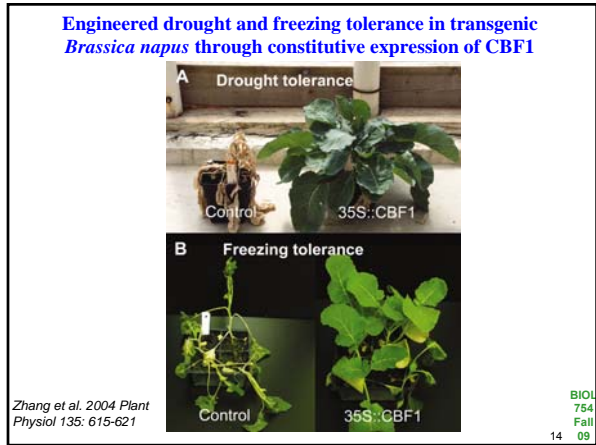 Engineered drought and freezing tolerance in transgenic
Brassica napus through constitutive expression of CBF1
A Drought tolerance
Control 35S::CBF1
B Freezing tolerance
Control 35S::CBF1
Zhang et al. 2004 Plant
Physiol 135: 615-621
BIOL
754
Fall
14 09